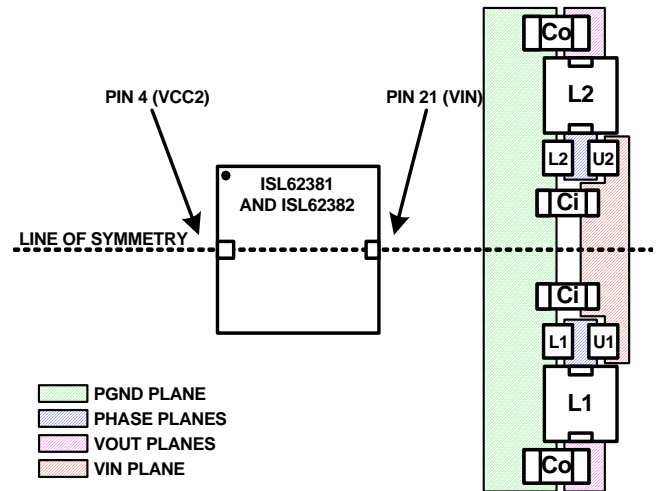 Co
L2
PIN 4 (VCC2)
PIN 21 (VIN)
L2
U2
ISL62381
AND ISL62382
Ci
LINE OF SYMMETRY
Ci
L1
U1
L1
PGND PLANE
PHASE PLANES
VOUT PLANES
VIN PLANE
Co